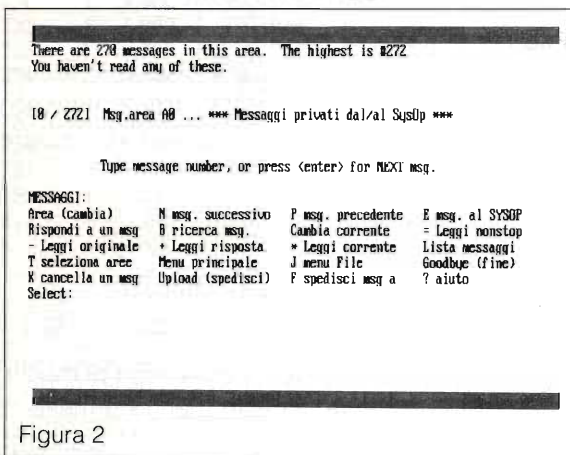 There are 270 messages in this area. The highest is #272
You haven't read any of these.
[0 / 272] Msg.area A0 ... *** Messaggi privati dal/al SysOp ***
Type message number, or press <enter> for NEXT msg.
MESSAGGI:
Area (cambia) N msg. successivo P msg. precedente E msg. al SYSOP
Rispondi a un msg B ricerca msg. Cambia corrente = Leggi nonstop
- Leggi originale + Leggi risposta * Leggi corrente Lista messaggi
T seleziona aree Menu principale J menu File Goodbye (fine)
K cancella un msg Upload (spedisci) F spedisci msg a ? aiuto
Select:
Figura 2